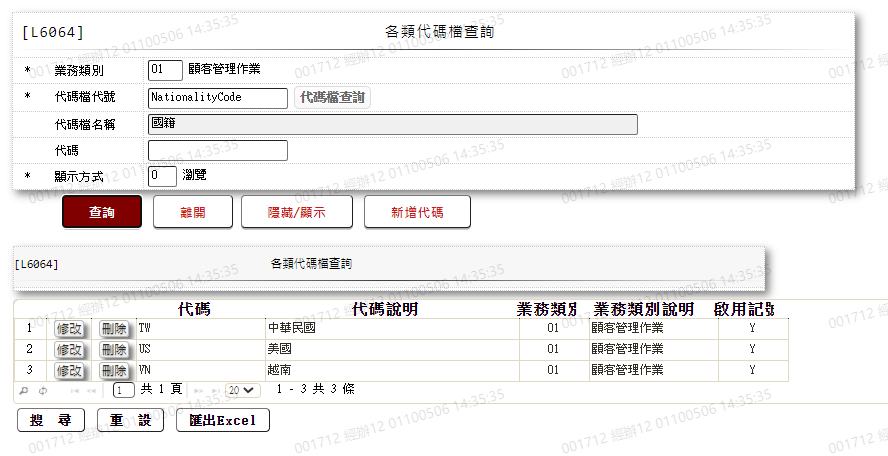 [L6064] 各類代碼檔查詢
* 業務類別 01 顧客管理作業
* 代碼檔代號 NationalityCode 代碼檔查詢
代碼檔名稱 國籍
代碼
* 顯示方式 0 瀏覽
查詢 離開 隱藏/顯示 新增代碼
[L6064] 各類代碼檔查詢
代碼 代碼說明 業務類別 業務類別說明 啟用記號
1 修改 刪除 TW 中華民國 01 顧客管理作業 Y
2 修改 刪除 US 美國 01 顧客管理作業 Y
3 修改 刪除 VN 越南 01 顧客管理作業 Y
1 共 1 頁 20 1 - 3 共 3 條
搜 尋 重 設 匯出Excel
001712 經辦12 01100506 14:35:35